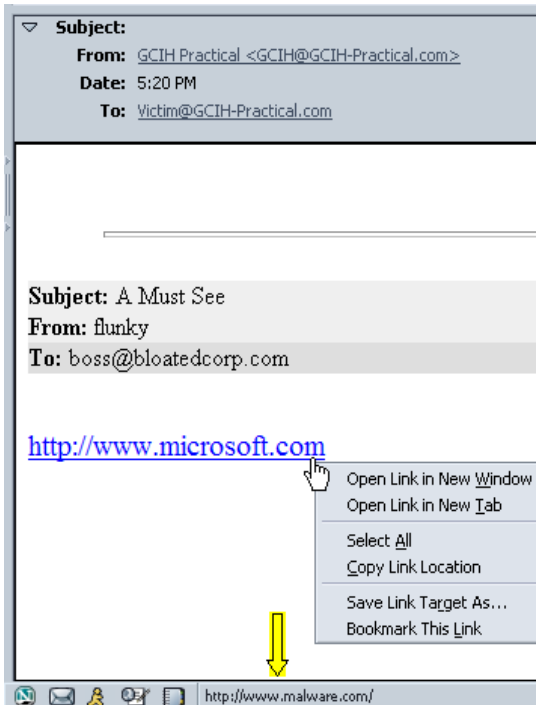 Subject:
From: GCIH Practical <GCIH@GCIH-Practical.com>
Date: 5:20 PM
To: Victim@GCIH-Practical.com
Subject: A Must See
From: flunky
To: boss@bloatedcorp.com
http://www.microsoft.com
Open Link in New Window
Open Link in New Tab
Select All
Copy Link Location
Save Link Target As...
Bookmark This Link
http://www.malware.com/